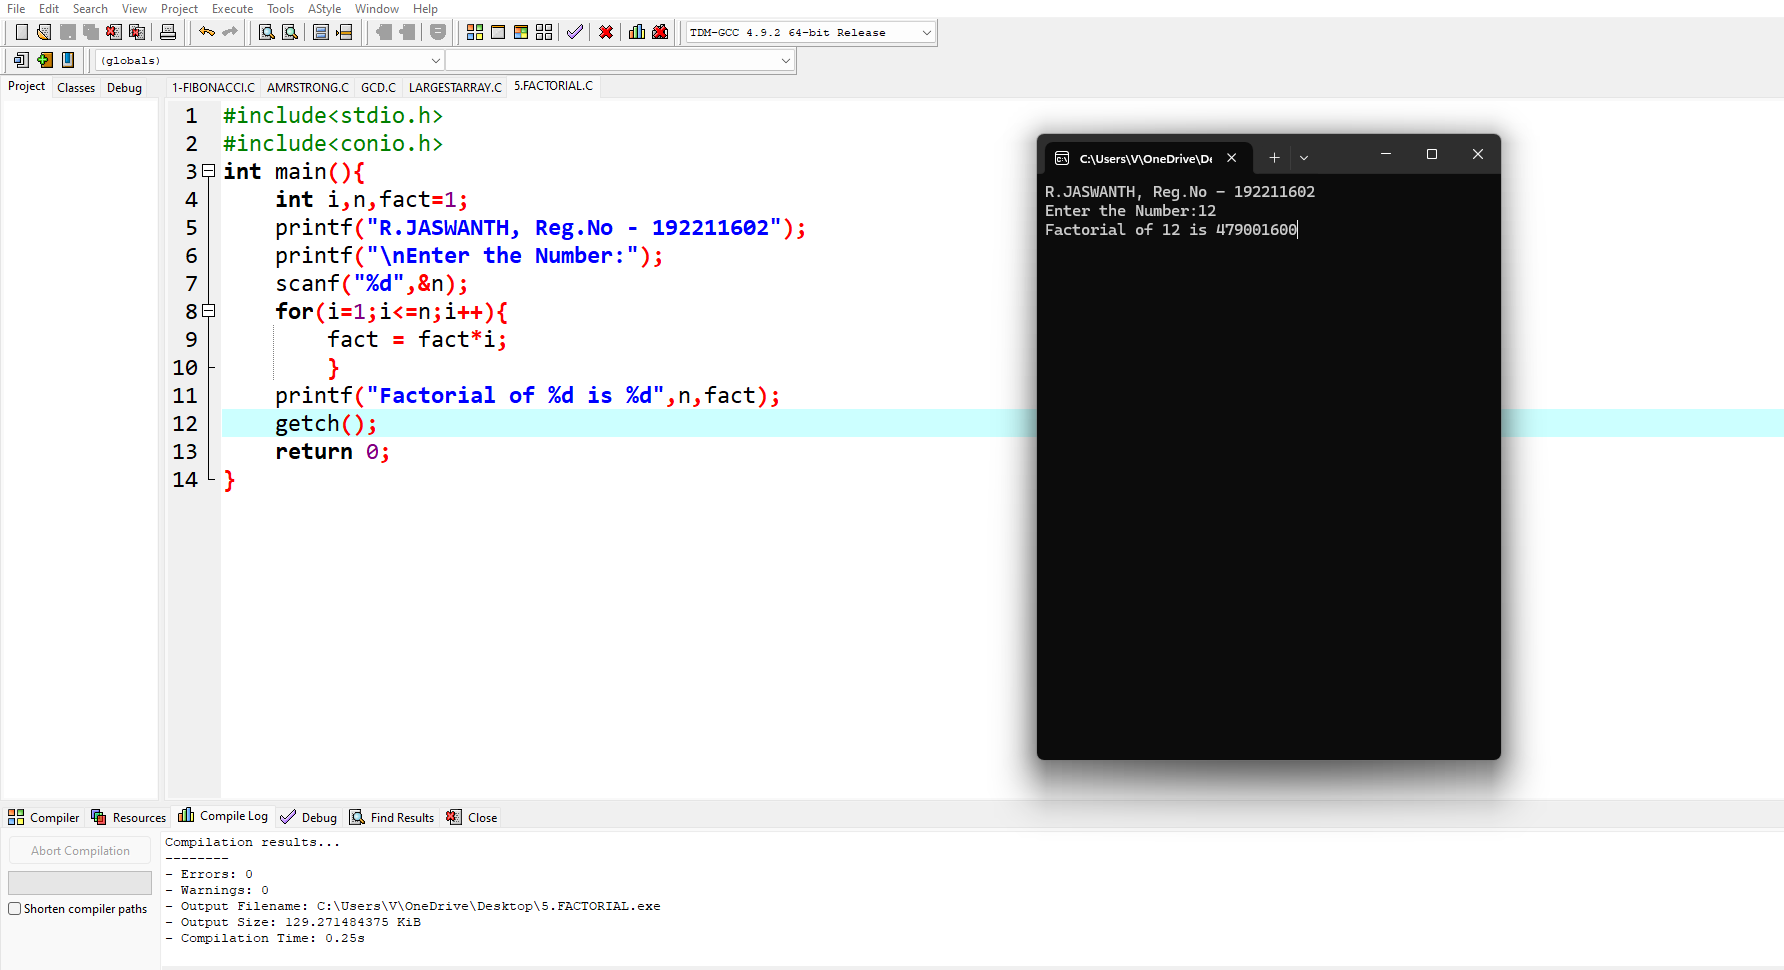 File Edit Search View Project Execute Tools AStyle Window Help
TDM-GCC 4.9.2 64-bit Release
(globals)
Project Classes Debug
1-FIBONACCI.C AMRSTRONG.C GCD.C LARGESTARRAY.C 5.FACTORIAL.C
1 #include<stdio.h>
2 #include<conio.h>
3 int main(){
4 int i,n,fact=1;
5 printf("R.JASWANTH, Reg.No - 192211602");
6 printf("\nEnter the Number:");
7 scanf("%d",&n);
8 for(i=1;i<=n;i++){
9 fact = fact*i;
10 }
11 printf("Factorial of %d is %d",n,fact);
12 getch();
13 return 0;
14 }
C:\Users\V\OneDrive\De
R.JASWANTH, Reg.No - 192211602
Enter the Number:12
Factorial of 12 is 479001600
Compiler Resources Compile Log Debug Find Results Close
Abort Compilation
Shorten compiler paths
Compilation results...
--------
- Errors: 0
- Warnings: 0
- Output Filename: C:\Users\V\OneDrive\Desktop\5.FACTORIAL.exe
- Output Size: 129.271484375 KiB
- Compilation Time: 0.25s